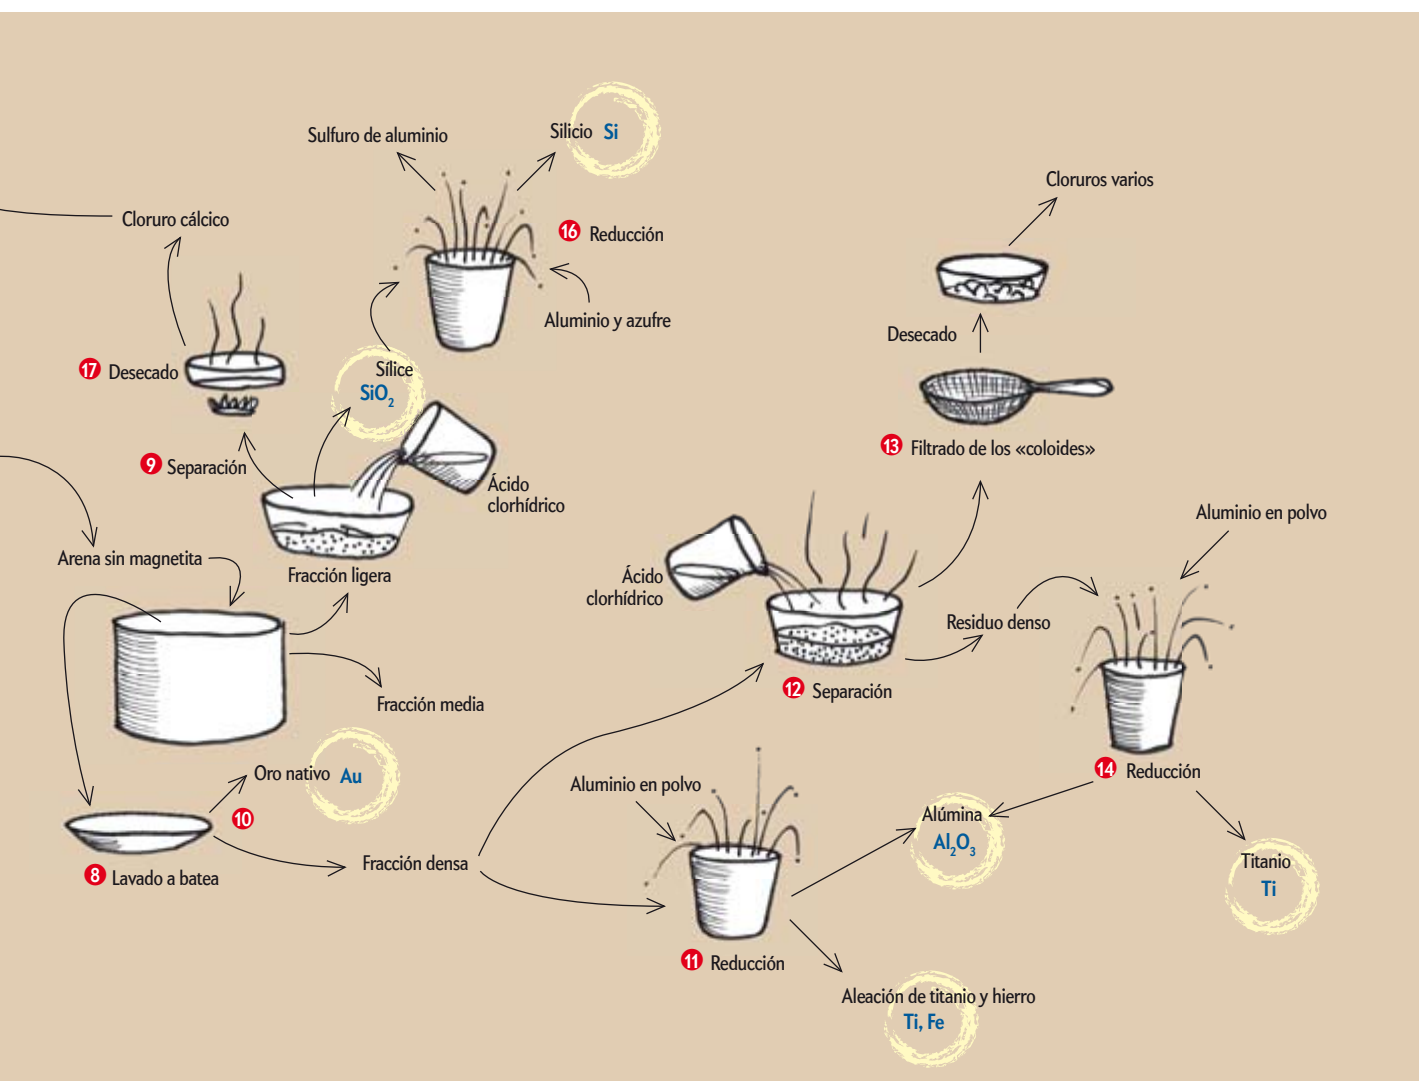 Sulfuro de aluminio
Silicio Si
Cloruro cálcico
16 Reducción
Aluminio y azufre
17 Desecado
Sílice
SiO₂
9 Separación
Ácido
clorhídrico
Arena sin magnetita
Fracción ligera
Fracción media
Oro nativo Au
10
8 Lavado a batea
Fracción densa
Cloruros varios
Desecado
13 Filtrado de los «coloides»
Aluminio en polvo
Ácido
clorhídrico
Residuo denso
12 Separación
14 Reducción
Aluminio en polvo
Alúmina
Al₂O₃
Titanio
Ti
11 Reducción
Aleación de titanio y hierro
Ti, Fe